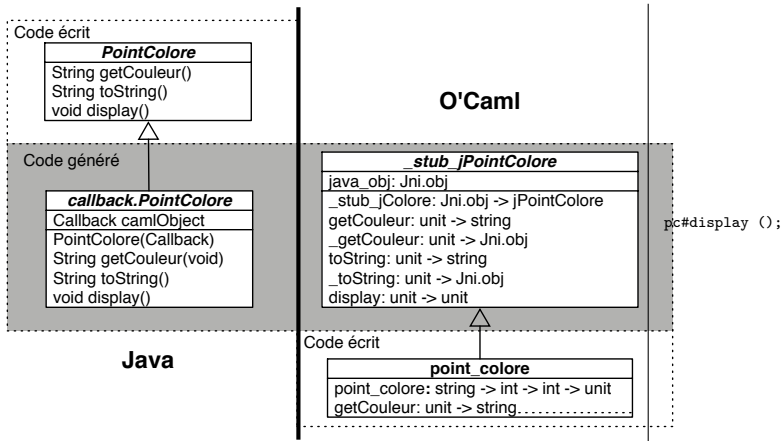 Code écrit
PointColore
String getCouleur()
String toString()
void display()
O'Caml
Code généré
callback.PointColore
Callback camlObject
PointColore(Callback)
String getCouleur(void)
String toString()
void display()
_stub_jPointColore
java_obj: Jni.obj
_stub_jColore: Jni.obj -> jPointColore
getCouleur: unit -> string
_getCouleur: unit -> Jni.obj
toString: unit -> string
_toString: unit -> Jni.obj
display: unit -> unit
pc#display ();
Java
Code écrit
point_colore
point_colore: string -> int -> int -> unit
getCouleur: unit -> string